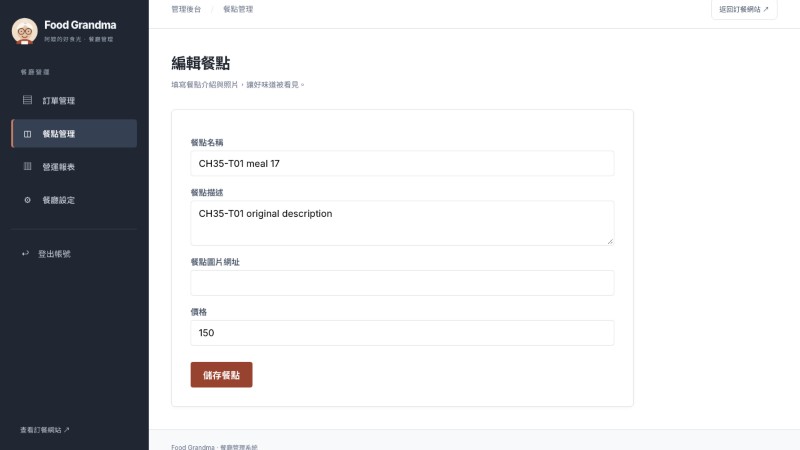 Food Grandma
阿嬤的好食光 · 餐廳管理
餐廳管理
訂單管理
餐點管理
營運報表
餐廳設定
登出帳號
查看訂餐網站 ↗
管理後台 | 餐點管理
返回訂餐網站 ↗
編輯餐點
填寫餐點介紹與照片，讓好味道被看見。
餐點名稱
CH35-T01 meal 17
餐點描述
CH35-T01 original description
餐點圖片網址
價格
150
儲存餐點
Food Grandma · 餐廳管理系統